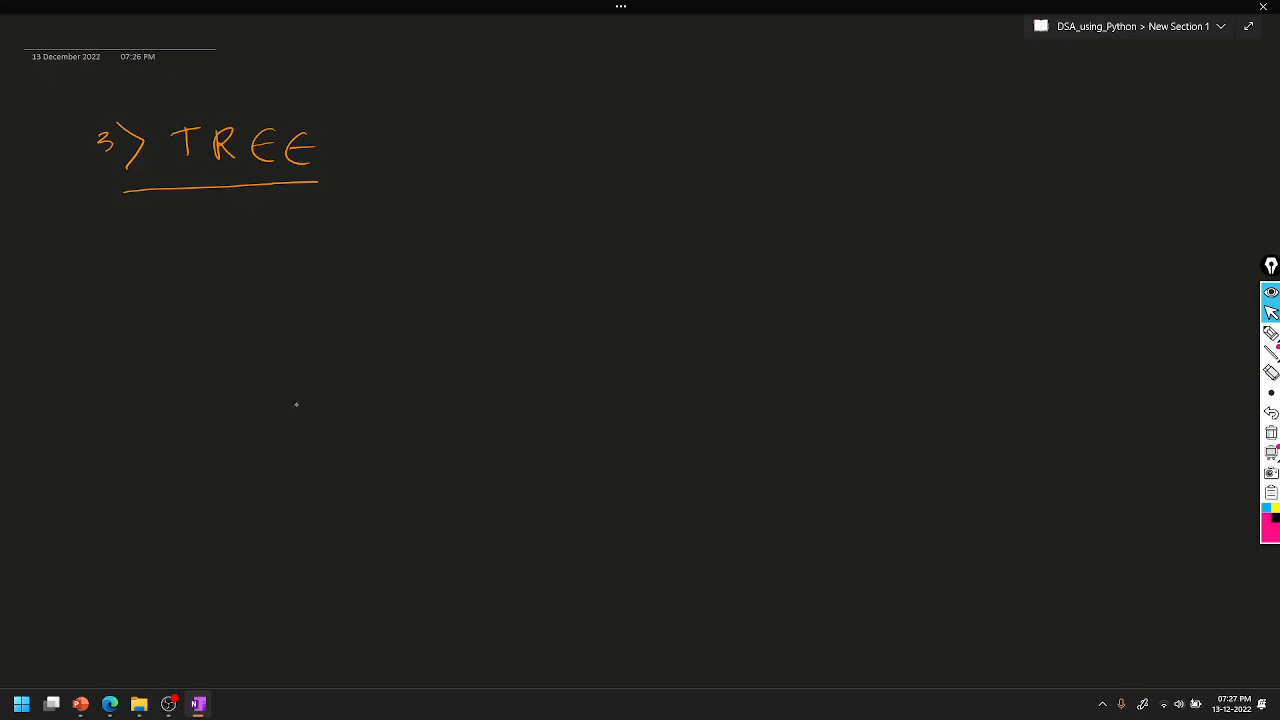 DSA_using_Python > New Section 1
13 December 2022 07:26 PM
3> TREE
07:27 PM
13-12-2022